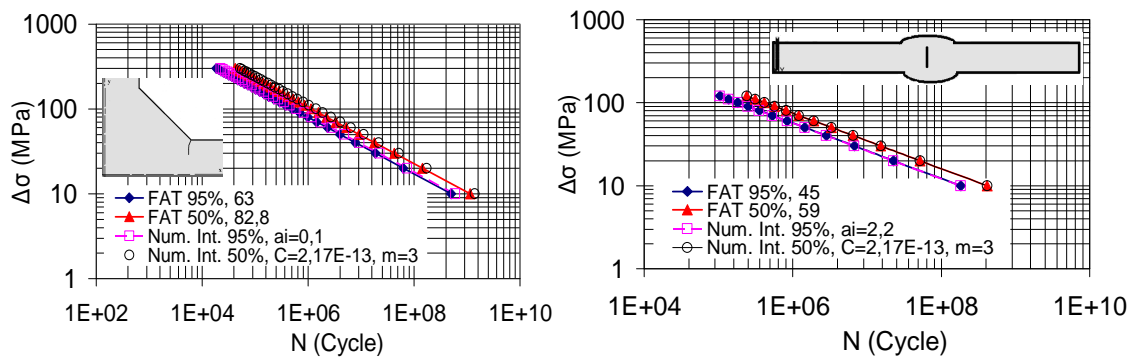 1000
100
10
1
Δσ (MPa)
FAT 95%, 63
FAT 50%, 82,8
Num. Int. 95%, ai=0,1
Num. Int. 50%, C=2,17E-13, m=3
1E+02 1E+04 1E+06 1E+08 1E+10
N (Cycle)
1000
100
10
1
Δσ (MPa)
FAT 95%, 45
FAT 50%, 59
Num. Int. 95%, ai=2,2
Num. Int. 50%, C=2,17E-13, m=3
1E+04 1E+06 1E+08 1E+10
N (Cycle)